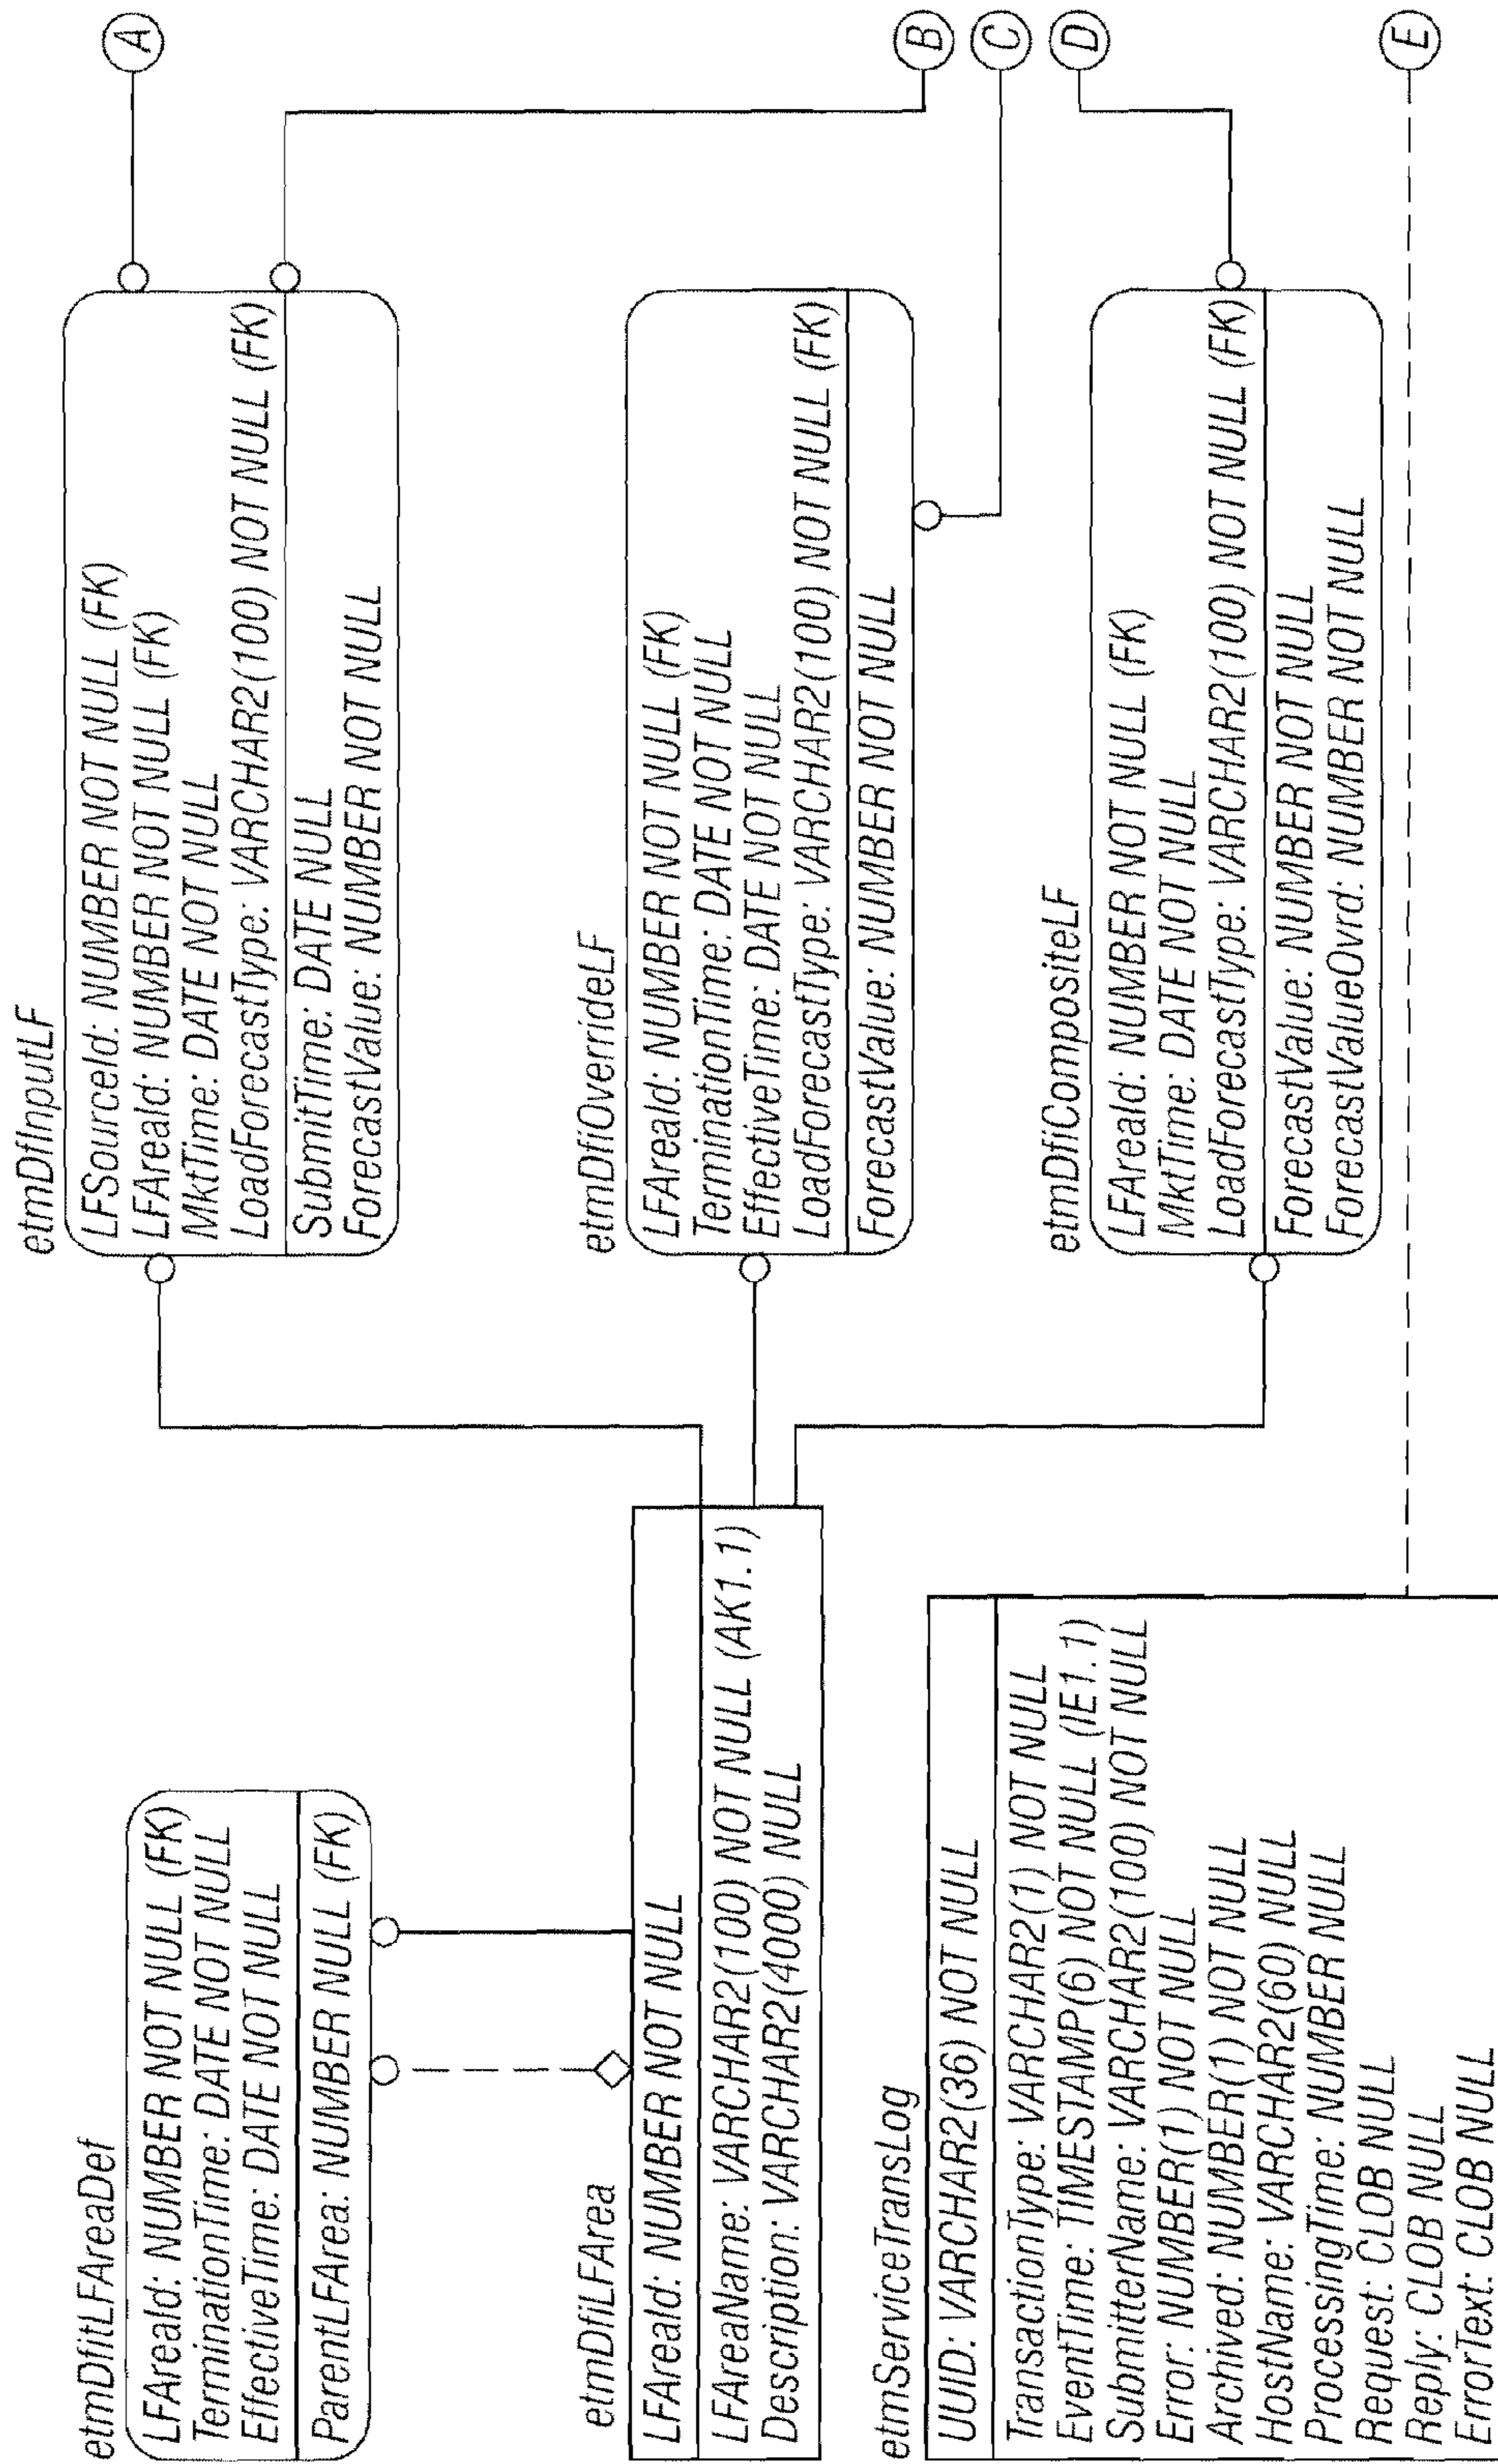 etmDfitLFAreaDef
LFAreaId: NUMBER NOT NULL (FK)
TerminationTime: DATE NOT NULL
EffectiveTime: DATE NOT NULL
ParentLFArea: NUMBER NULL (FK)
etmDfiLFArea
LFAreaId: NUMBER NOT NULL
LFAreaName: VARCHAR2(100) NOT NULL (AK1.1)
Description: VARCHAR2(4000) NULL
etmServiceTransLog
UUID: VARCHAR2(36) NOT NULL
TransactionType: VARCHAR2(1) NOT NULL
EventTime: TIMESTAMP(6) NOT NULL (IE1.1)
SubmitterName: VARCHAR2(100) NOT NULL
Error: NUMBER(1) NOT NULL
Archived: NUMBER(1) NOT NULL
HostName: VARCHAR2(60) NULL
ProcessingTime: NUMBER NULL
Request: CLOB NULL
Reply: CLOB NULL
ErrorText: CLOB NULL
etmDfInputLF
LFSourceId: NUMBER NOT NULL (FK)
LFAreaId: NUMBER NOT NULL (FK)
MktTime: DATE NOT NULL
LoadForecastType: VARCHAR2(100) NOT NULL (FK)
SubmitTime: DATE NULL
ForecastValue: NUMBER NOT NULL
etmDfiOverrideLF
LFAreaId: NUMBER NOT NULL (FK)
TerminationTime: DATE NOT NULL
EffectiveTime: DATE NOT NULL
LoadForecastType: VARCHAR2(100) NOT NULL (FK)
ForecastValue: NUMBER NOT NULL
etmDfiCompositeLF
LFAreaId: NUMBER NOT NULL (FK)
MktTime: DATE NOT NULL
LoadForecastType: VARCHAR2(100) NOT NULL (FK)
ForecastValue: NUMBER NOT NULL
ForecastValueOvrd: NUMBER NOT NULL
A
B
C
D
E